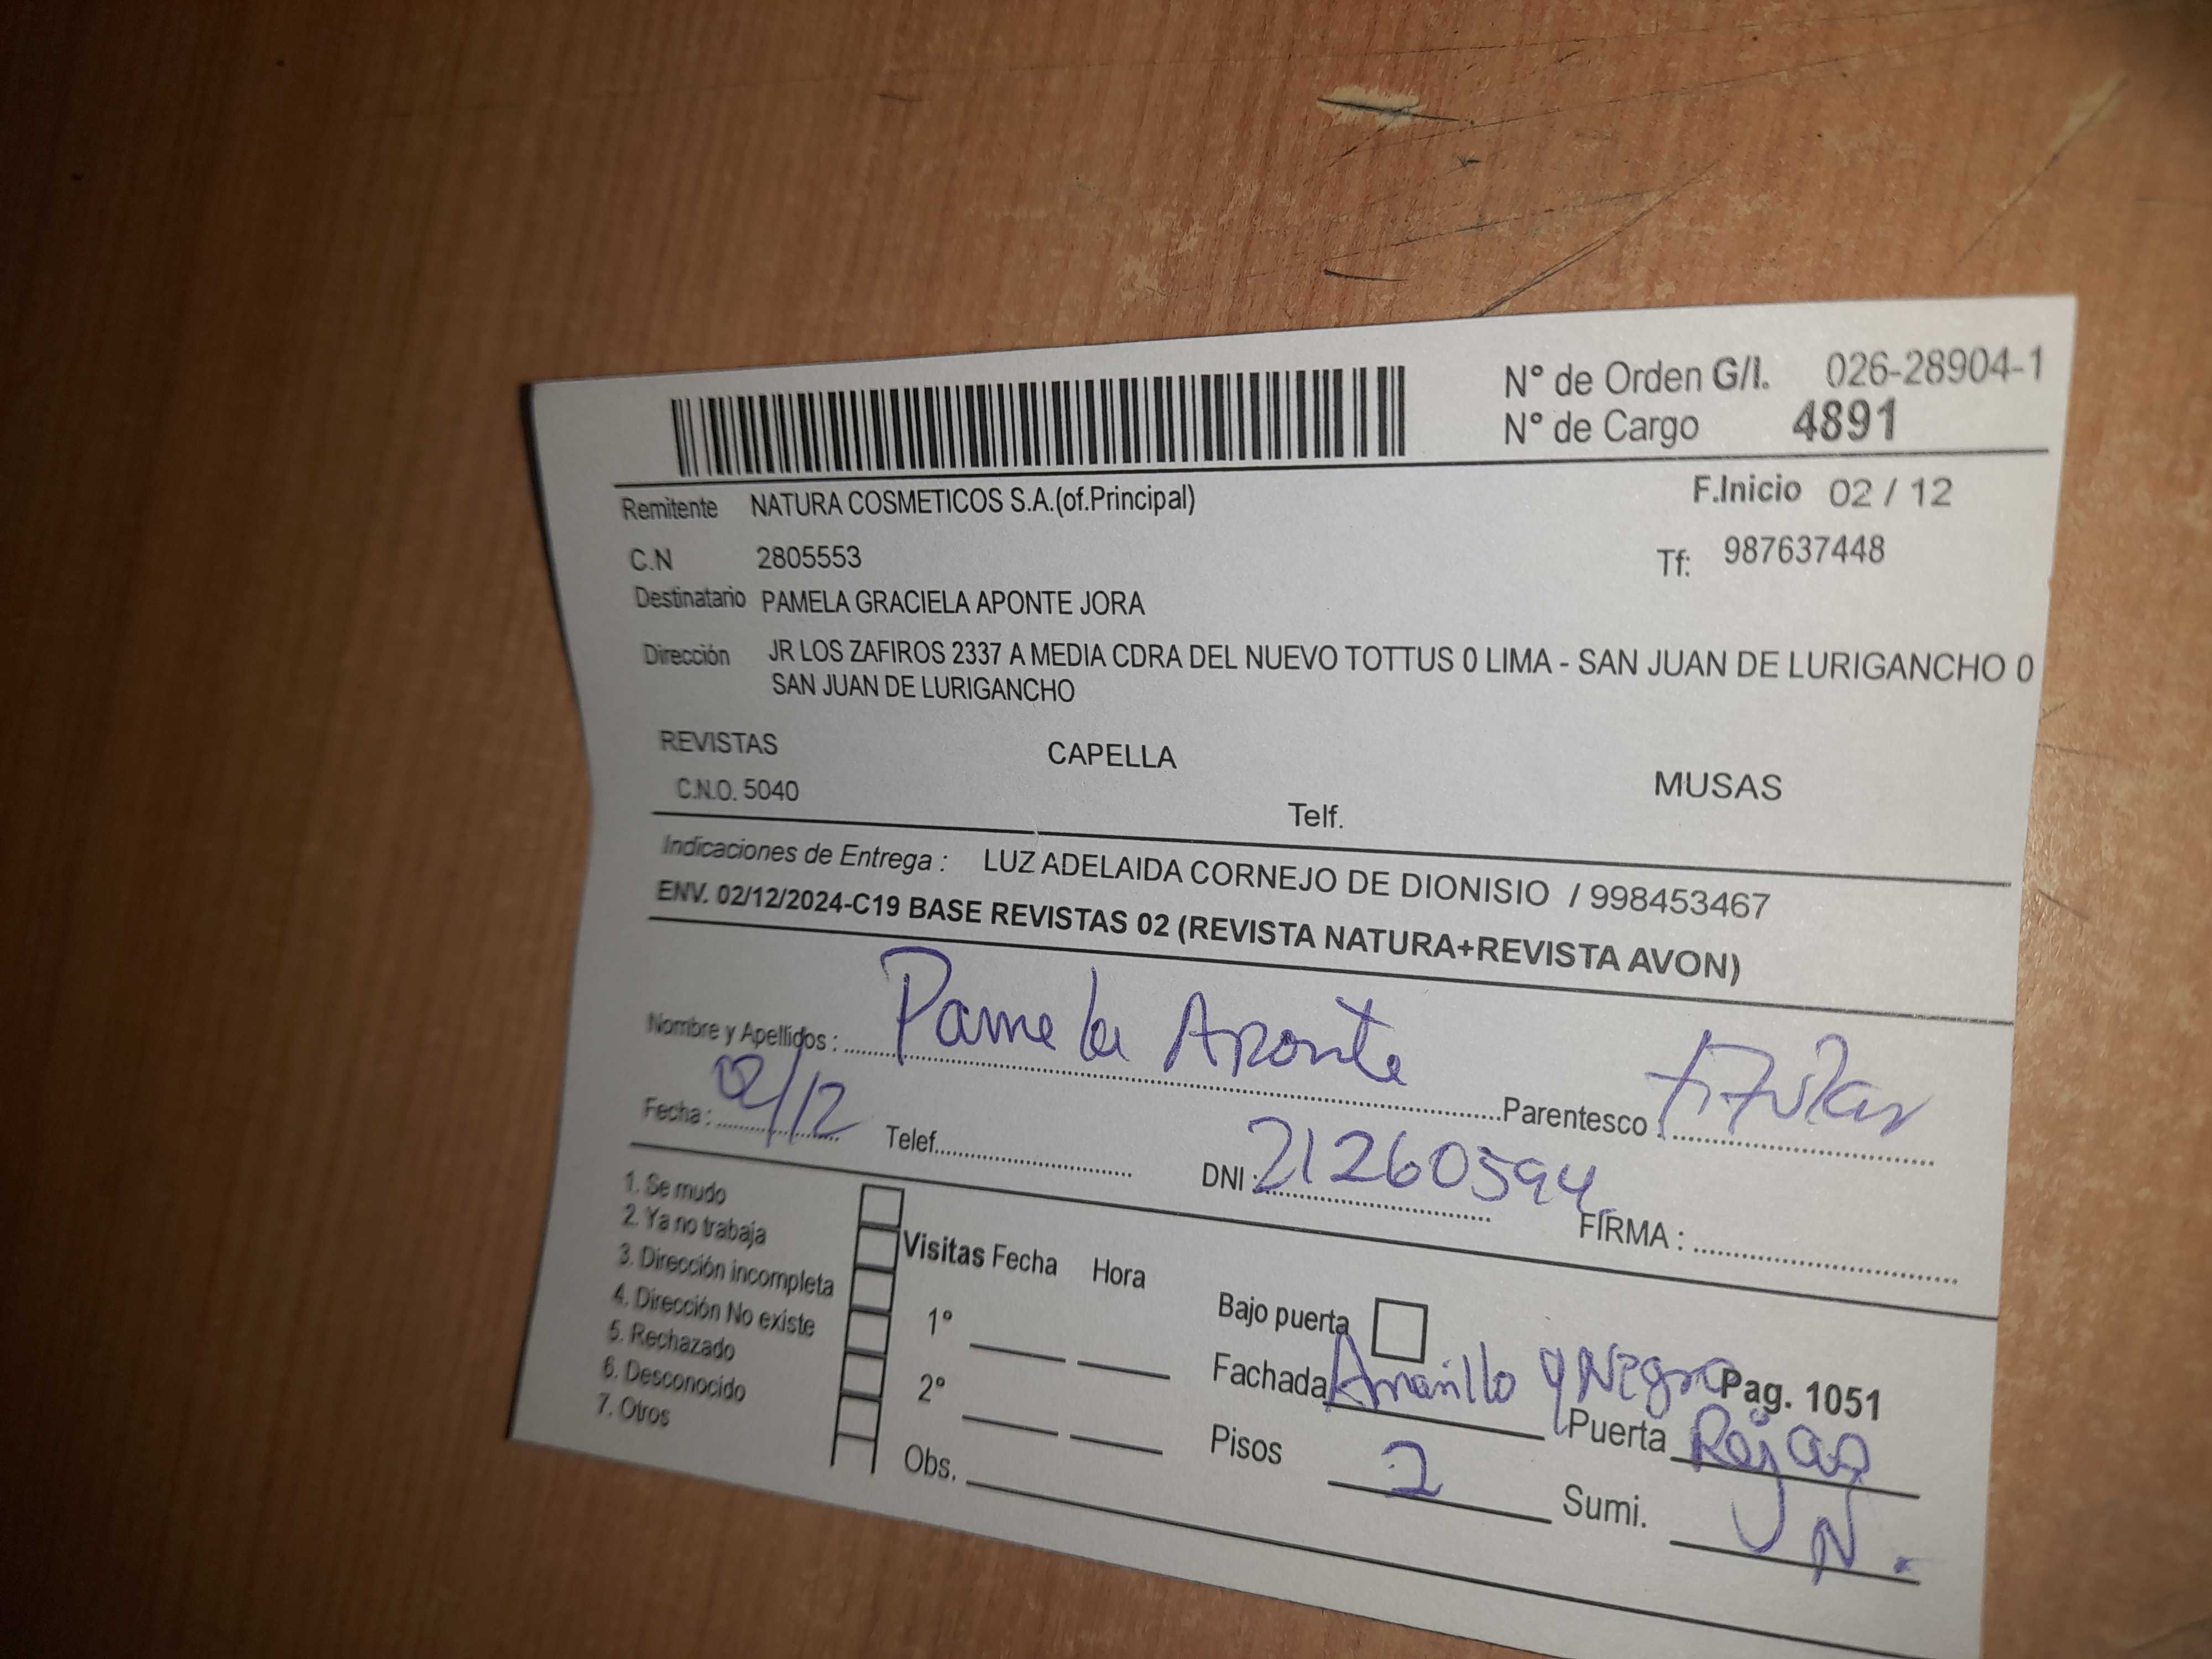 N° de Orden G/I. 026-28904-1
N° de Cargo 4891
Remitente NATURA COSMETICOS S.A.(of.Principal) F.Inicio 02 / 12
C.N 2805553 Tf: 987637448
Destinatario PAMELA GRACIELA APONTE JORA
Dirección JR LOS ZAFIROS 2337 A MEDIA CDRA DEL NUEVO TOTTUS 0 LIMA - SAN JUAN DE LURIGANCHO 0
SAN JUAN DE LURIGANCHO
REVISTAS CAPELLA MUSAS
C.N.O. 5040 Telf.
Indicaciones de Entrega : LUZ ADELAIDA CORNEJO DE DIONISIO / 998453467
ENV. 02/12/2024-C19 BASE REVISTAS 02 (REVISTA NATURA+REVISTA AVON)
Nombre y Apellidos : Pamela Aponte Parentesco : titular
Fecha : 02/12 Telef. DNI : 21260594 FIRMA :
1. Se mudo
2. Ya no trabaja
3. Dirección incompleta
4. Dirección No existe
5. Rechazado
6. Desconocido
7. Otros
Visitas Fecha Hora
1°
2°
Obs.
Bajo puerta
Fachada Amarillo y Negro Pag. 1051
Pisos 2 Puerta Rejas
Sumi. N.